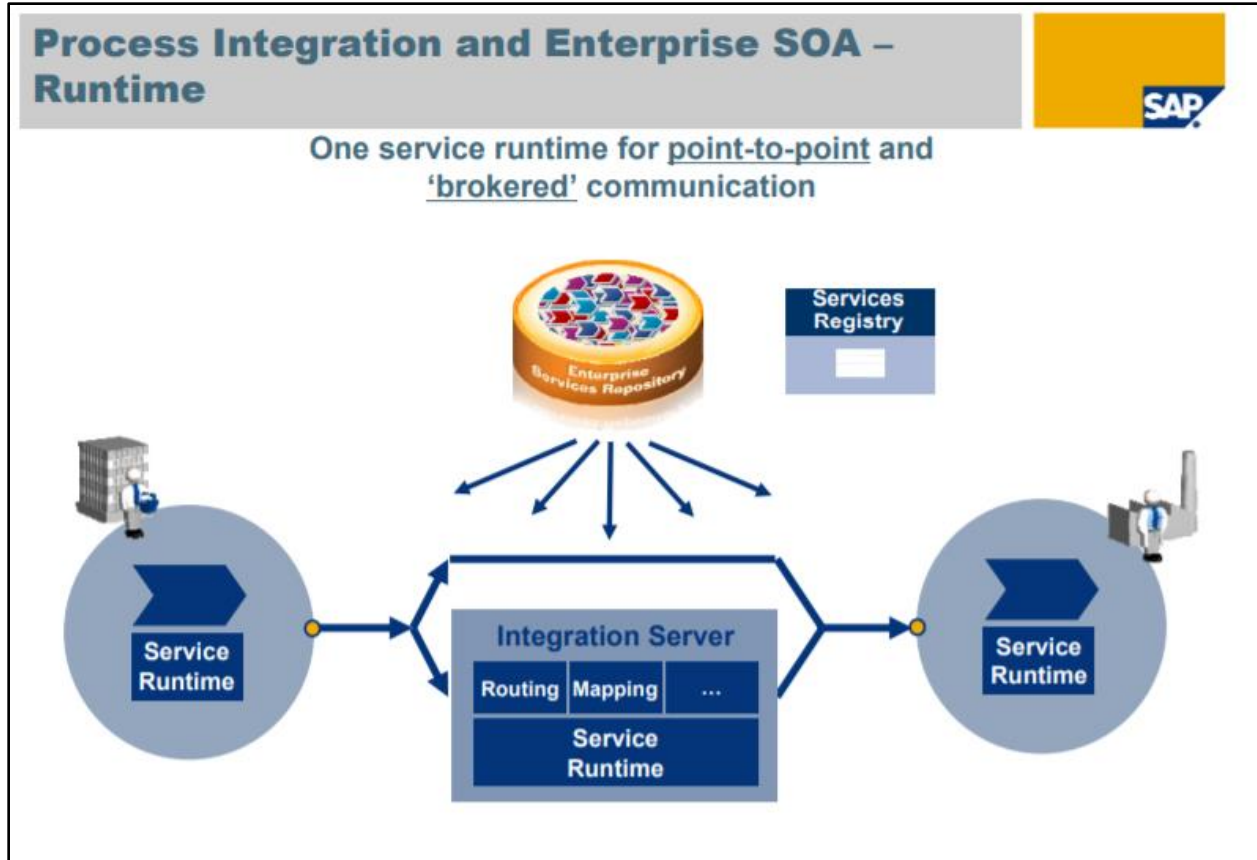 Process Integration and Enterprise SOA –
Runtime
SAP
One service runtime for point-to-point and
‘brokered’ communication
Enterprise
Services Repository
Services
Registry
Service
Runtime
Integration Server
Routing
Mapping
...
Service
Runtime
Service
Runtime